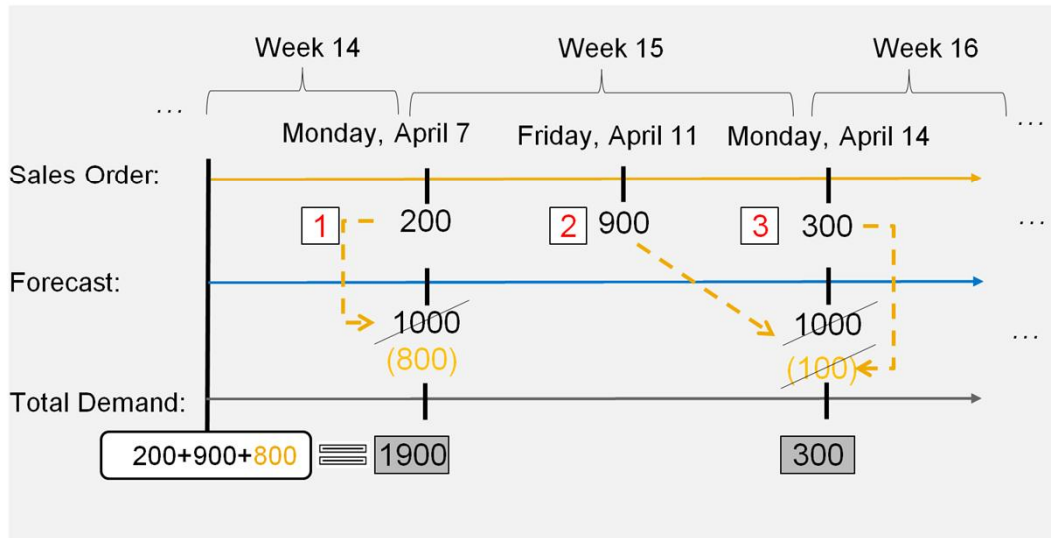 Week 14 Week 15 Week 16
... ...
Monday, April 7 Friday, April 11 Monday, April 14
Sales Order:
1 200 2 900 3 300 ...
Forecast:
1000 1000 ...
(800) (100)
Total Demand:
200+900+800 1900 300